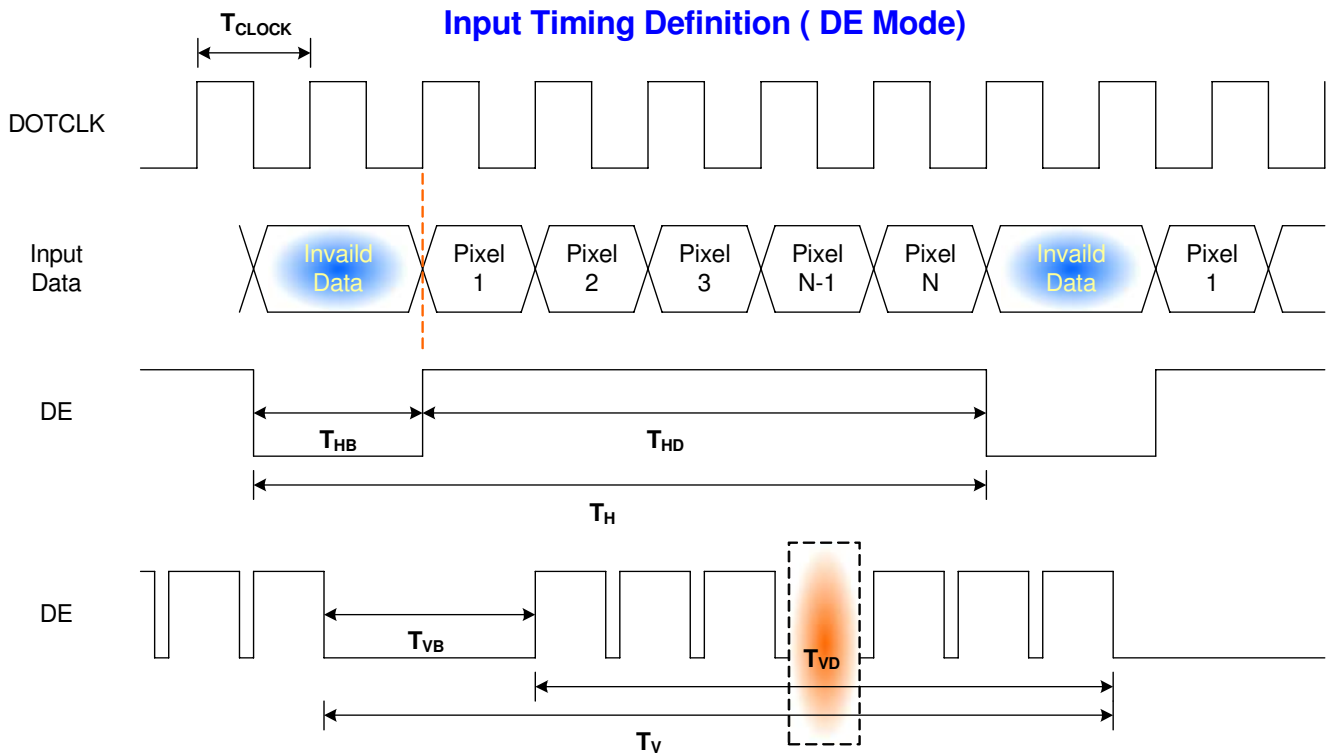 Input Timing Definition ( DE Mode)
TCLOCK
DOTCLK
Input
Data
Invaild
Data
Pixel
1
Pixel
2
Pixel
3
Pixel
N-1
Pixel
N
Invaild
Data
Pixel
1
DE
THB
THD
TH
DE
TVB
TVD
TV